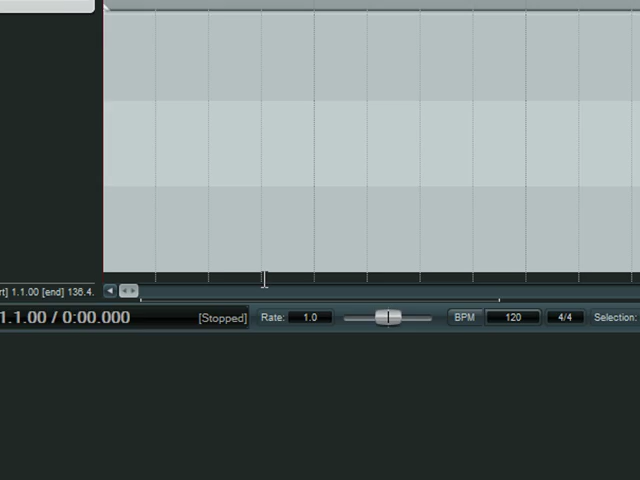 rt] 1.1.00 [end] 136.4.
1.1.00 / 0:00.000 [Stopped] Rate: 1.0 BPM 120 4/4 Selection: